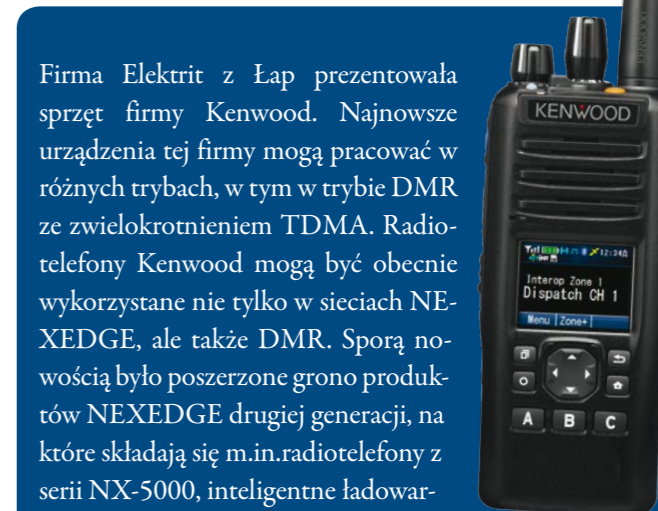 Firma Elektrit z Łap prezentowała
sprzęt firmy Kenwood. Najnowsze
urządzenia tej firmy mogą pracować w
różnych trybach, w tym w trybie DMR
ze zwielokrotnieniem TDMA. Radio-
telefony Kenwood mogą być obecnie
wykorzystane nie tylko w sieciach NE-
XEDGE, ale także DMR. Sporą no-
wością było poszerzone grono produk-
tów NEXEDGE drugiej generacji, na
które składają się m.in.radiotelefony z
serii NX-5000, inteligentne ładowar-
KENWOOD
KENWOOD
12:34
Interop Zone 1
Dispatch CH 1
Menu Zone+
A B C